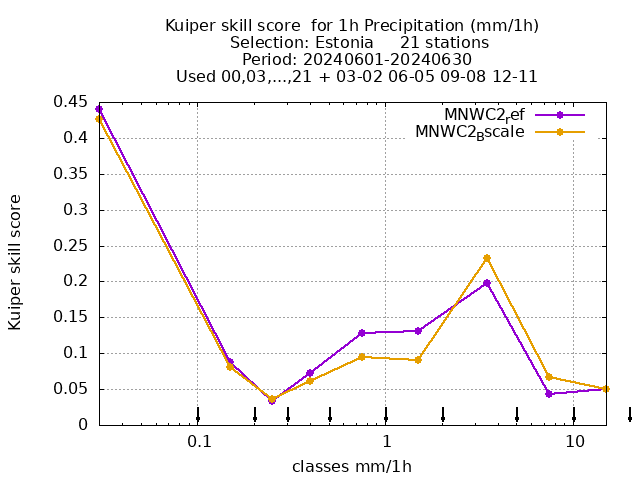 Kuiper skill score  for 1h Precipitation (mm/1h)
Selection: Estonia     21 stations
Period: 20240601-20240630
Used 00,03,...,21 + 03-02 06-05 09-08 12-11
MNWC2ref
MNWC2Bscale
0.45
0.4
0.35
0.3
0.25
0.2
0.15
0.1
0.05
0
Kuiper skill score
0.1
1
10
classes mm/1h